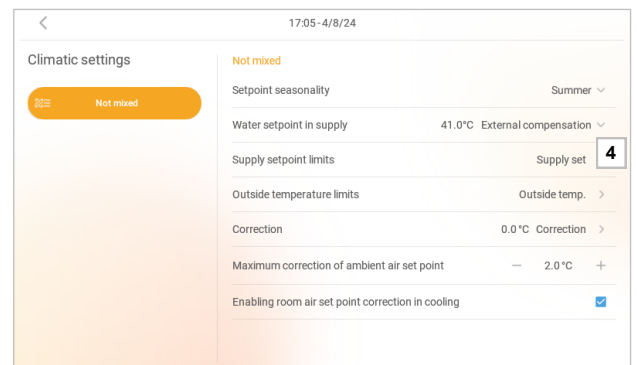 17:05-4/8/24
Climatic settings
Not mixed
Not mixed
Setpoint seasonality Summer
Water setpoint in supply 41.0°C External compensation
Supply setpoint limits Supply set 4
Outside temperature limits Outside temp.
Correction 0.0°C Correction
Maximum correction of ambient air set point — 2.0°C +
Enabling room air set point correction in cooling